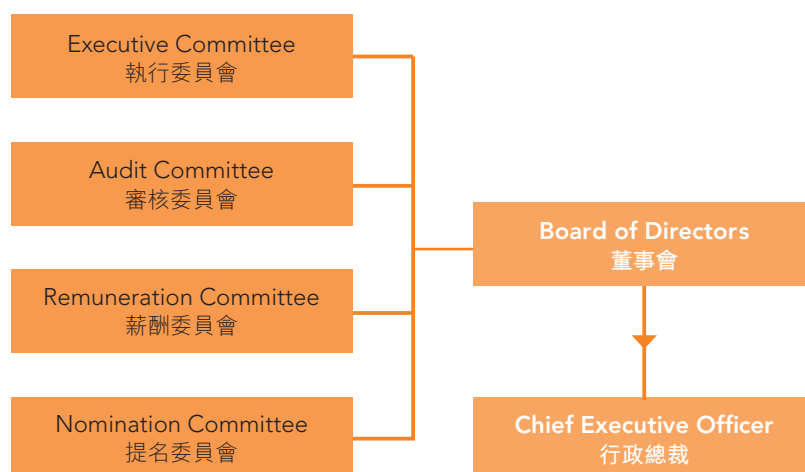 Executive Committee
執行委員會
Audit Committee
審核委員會
Remuneration Committee
薪酬委員會
Nomination Committee
提名委員會
Board of Directors
董事會
Chief Executive Officer
行政總裁